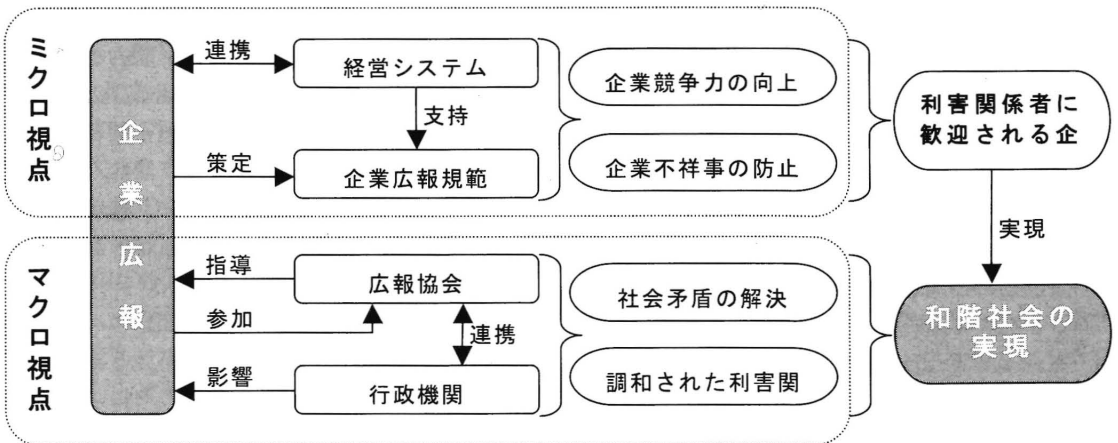 ミクロ視点
企業広報
連携
経営システム
支持
策定
企業広報規範
企業競争力の向上
企業不祥事の防止
利害関係者に
歓迎される企
実現
マクロ視点
指導
広報協会
参加
連携
影響
行政機関
社会矛盾の解決
調和された利害関
和階社会の
実現